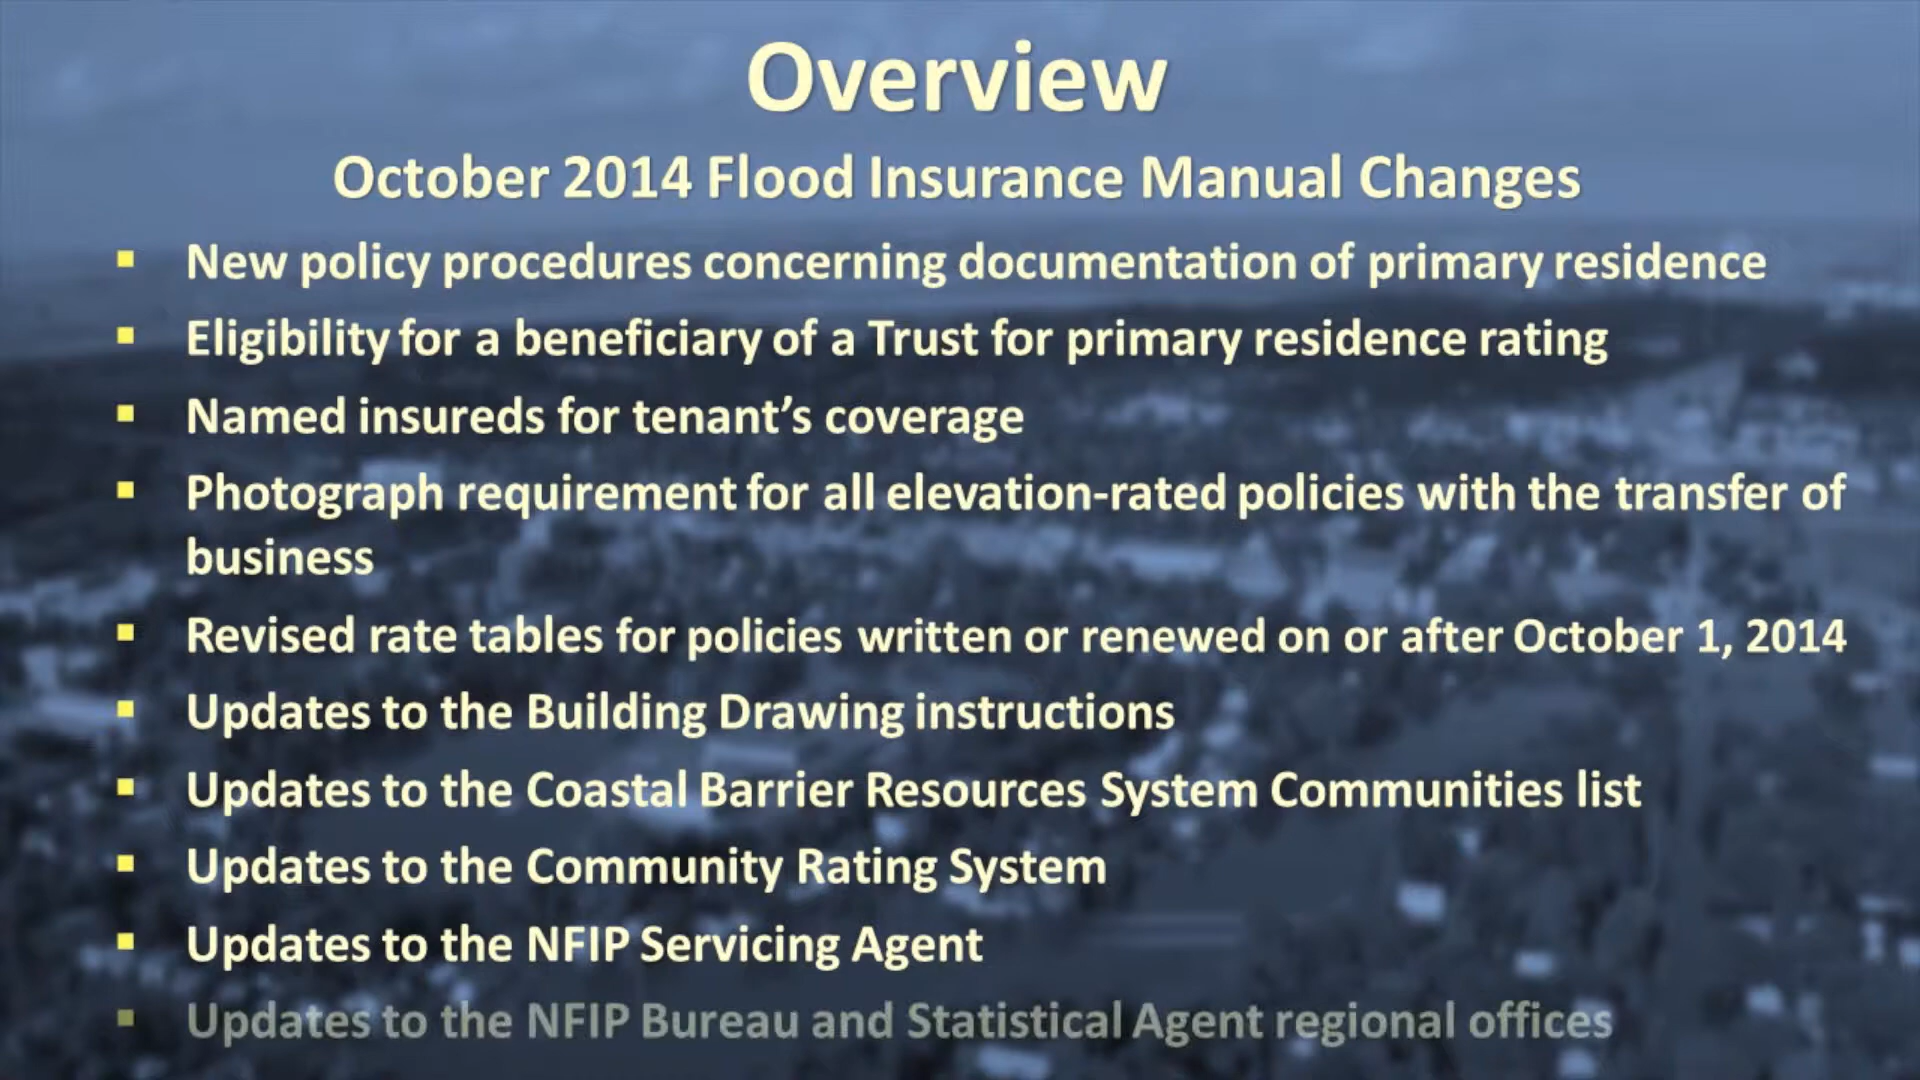 Overview
October 2014 Flood Insurance Manual Changes
▪ New policy procedures concerning documentation of primary residence
▪ Eligibility for a beneficiary of a Trust for primary residence rating
▪ Named insureds for tenant’s coverage
▪ Photograph requirement for all elevation-rated policies with the transfer of
business
▪ Revised rate tables for policies written or renewed on or after October 1, 2014
▪ Updates to the Building Drawing instructions
▪ Updates to the Coastal Barrier Resources System Communities list
▪ Updates to the Community Rating System
▪ Updates to the NFIP Servicing Agent
▪ Updates to the NFIP Bureau and Statistical Agent regional offices